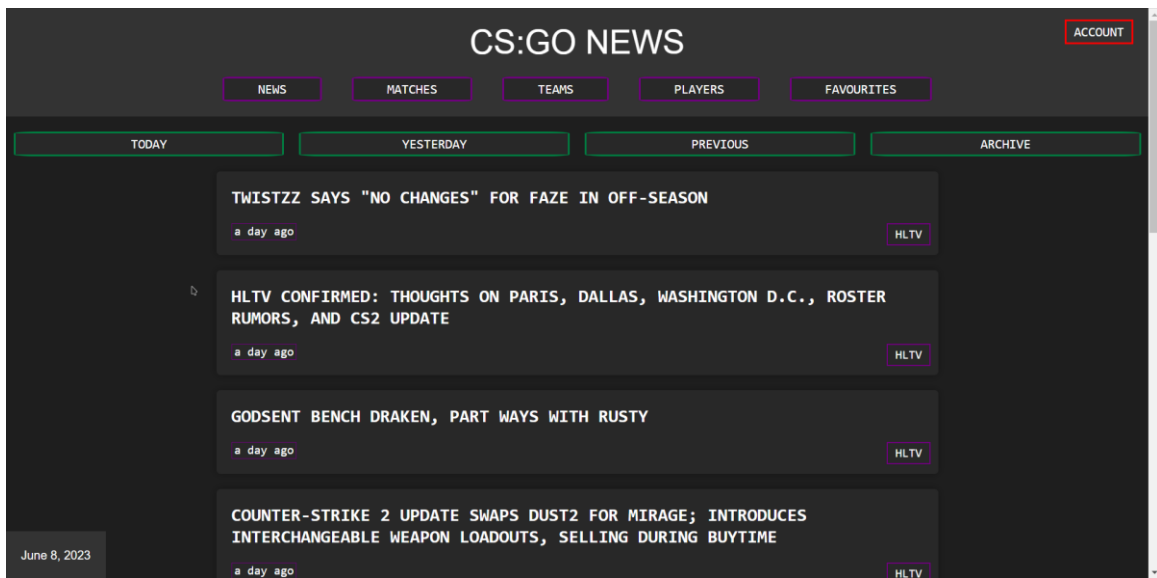 CS:GO NEWS
ACCOUNT
NEWS MATCHES TEAMS PLAYERS FAVOURITES
TODAY YESTERDAY PREVIOUS ARCHIVE
TWISTZZ SAYS "NO CHANGES" FOR FAZE IN OFF-SEASON
a day ago HLTV
HLTV CONFIRMED: THOUGHTS ON PARIS, DALLAS, WASHINGTON D.C., ROSTER
RUMORS, AND CS2 UPDATE
a day ago HLTV
GODSENT BENCH DRAKEN, PART WAYS WITH RUSTY
a day ago HLTV
COUNTER-STRIKE 2 UPDATE SWAPS DUST2 FOR MIRAGE; INTRODUCES
INTERCHANGEABLE WEAPON LOADOUTS, SELLING DURING BUYTIME
a day ago HLTV
June 8, 2023